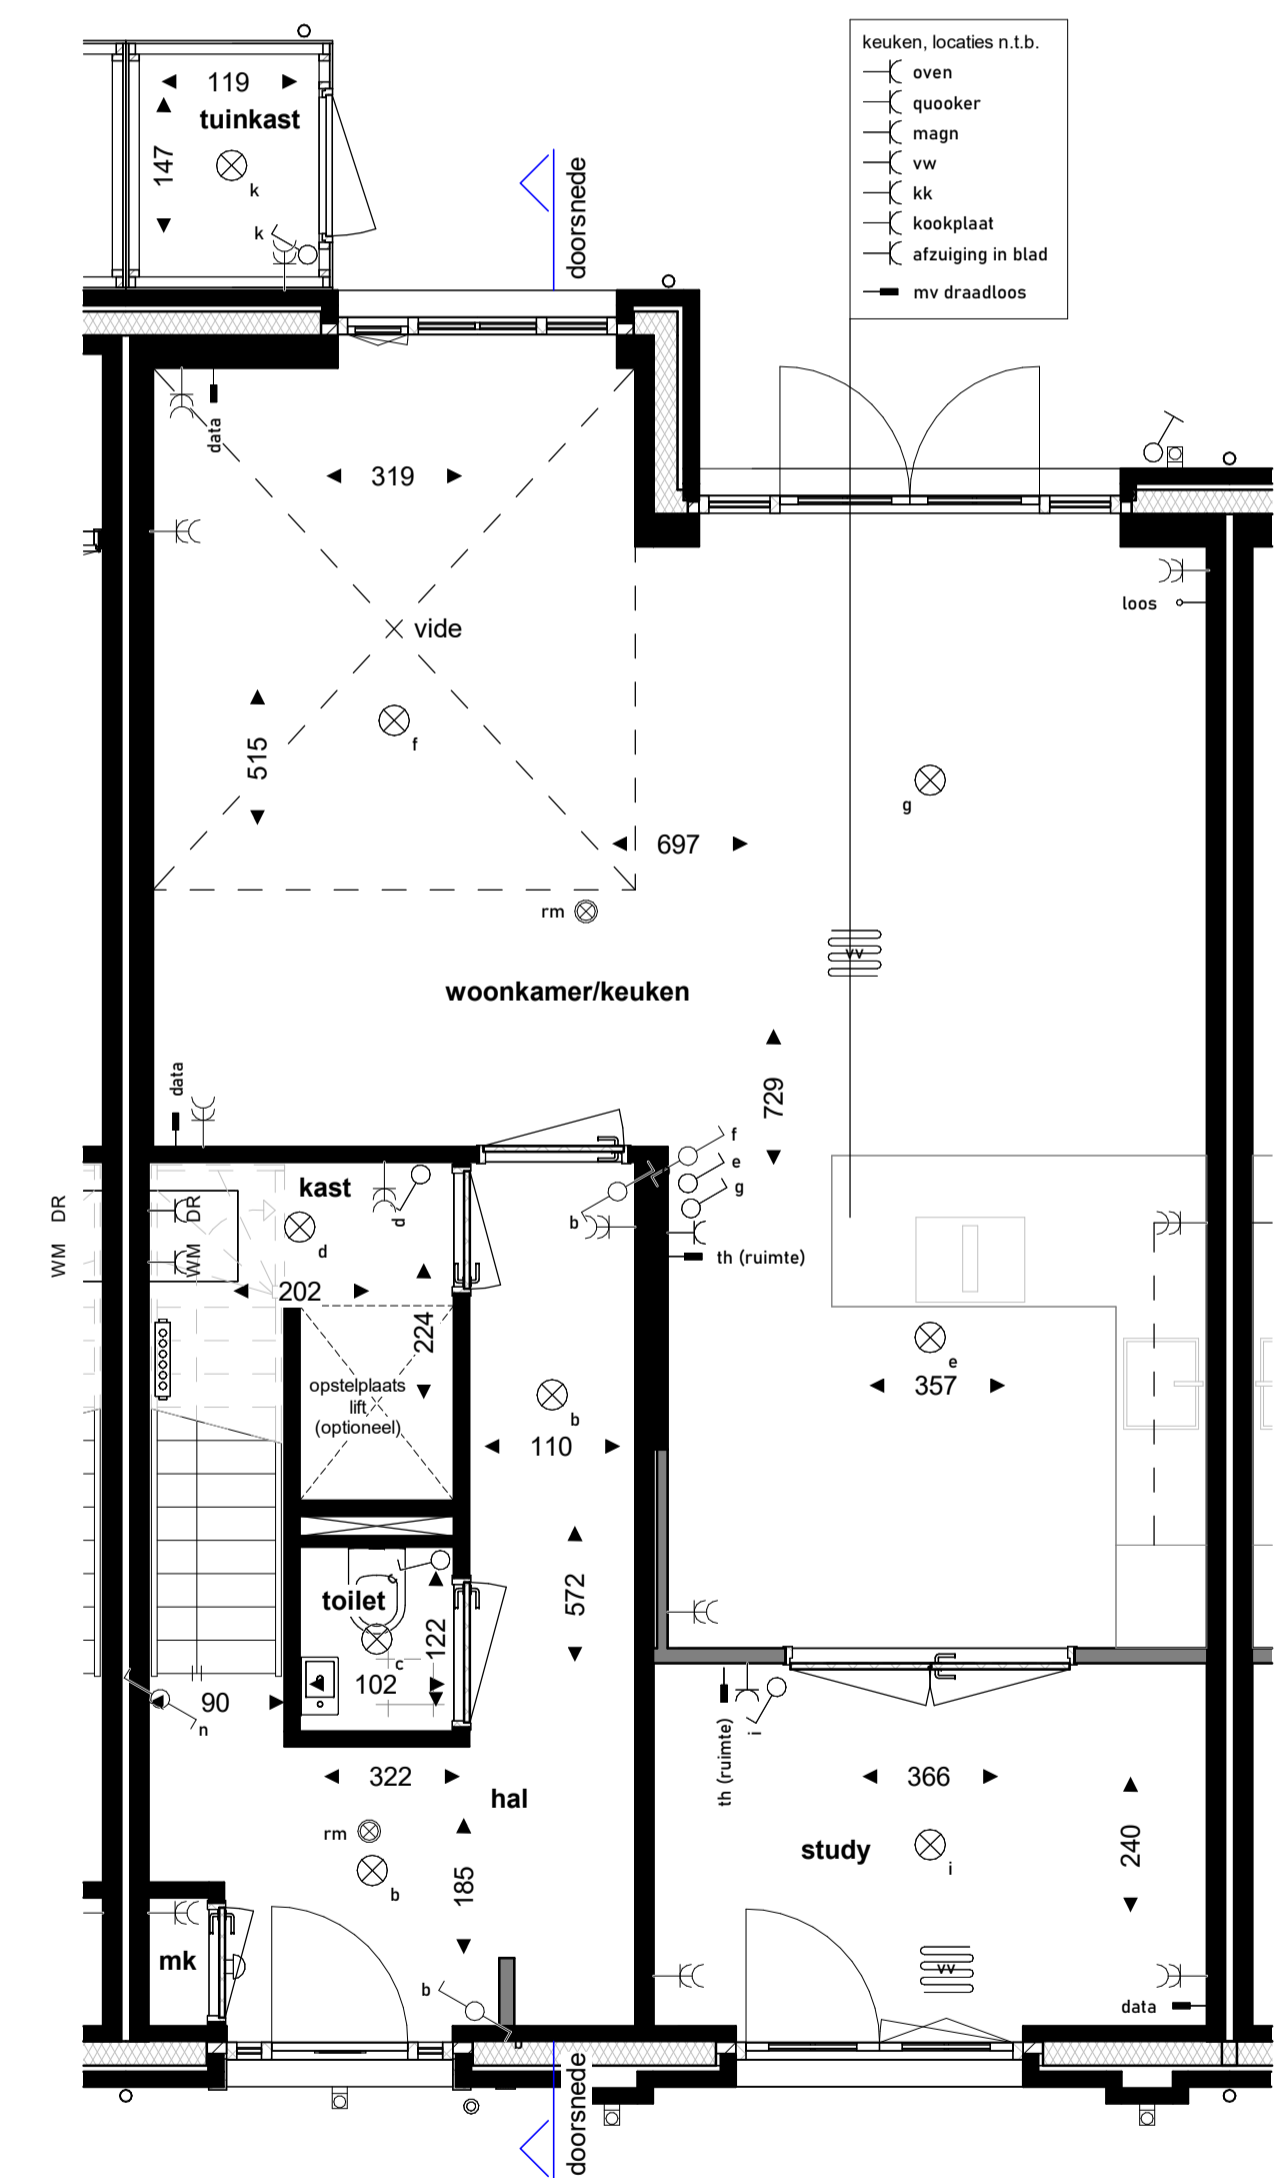 keuken, locaties n.t.b.
oven
quooker
magn
vw
kk
kookplaat
afzuiging in blad
mv draadloos
119
tuinkast
147
k
k
doorsnede
data
319
loos
vide
f
515
g
697
rm
vv
woonkamer/keuken
729
data
f
e
g
b
th (ruimte)
kast
d
d
WM DR
WM DR
202
224
opstelplaats
lift
(optioneel)
b
110
e
357
572
toilet
c
122
c
102
90
n
th (ruimte)
i
322
hal
366
rm
b
185
study
i
240
mk
b
b
vv
data
doorsnede